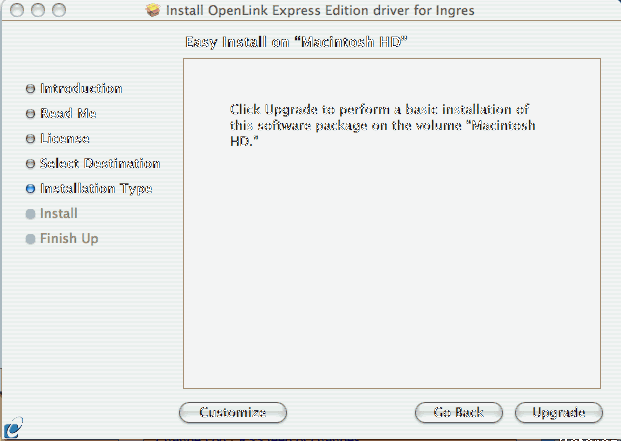 Install OpenLink Express Edition driver for Ingres
Easy Install on “Macintosh HD”
Introduction
Read Me
License
Select Destination
Installation Type
Install
Finish Up
Click Upgrade to perform a basic installation of
this software package on the volume “Macintosh
HD.”
Customize
Go Back
Upgrade